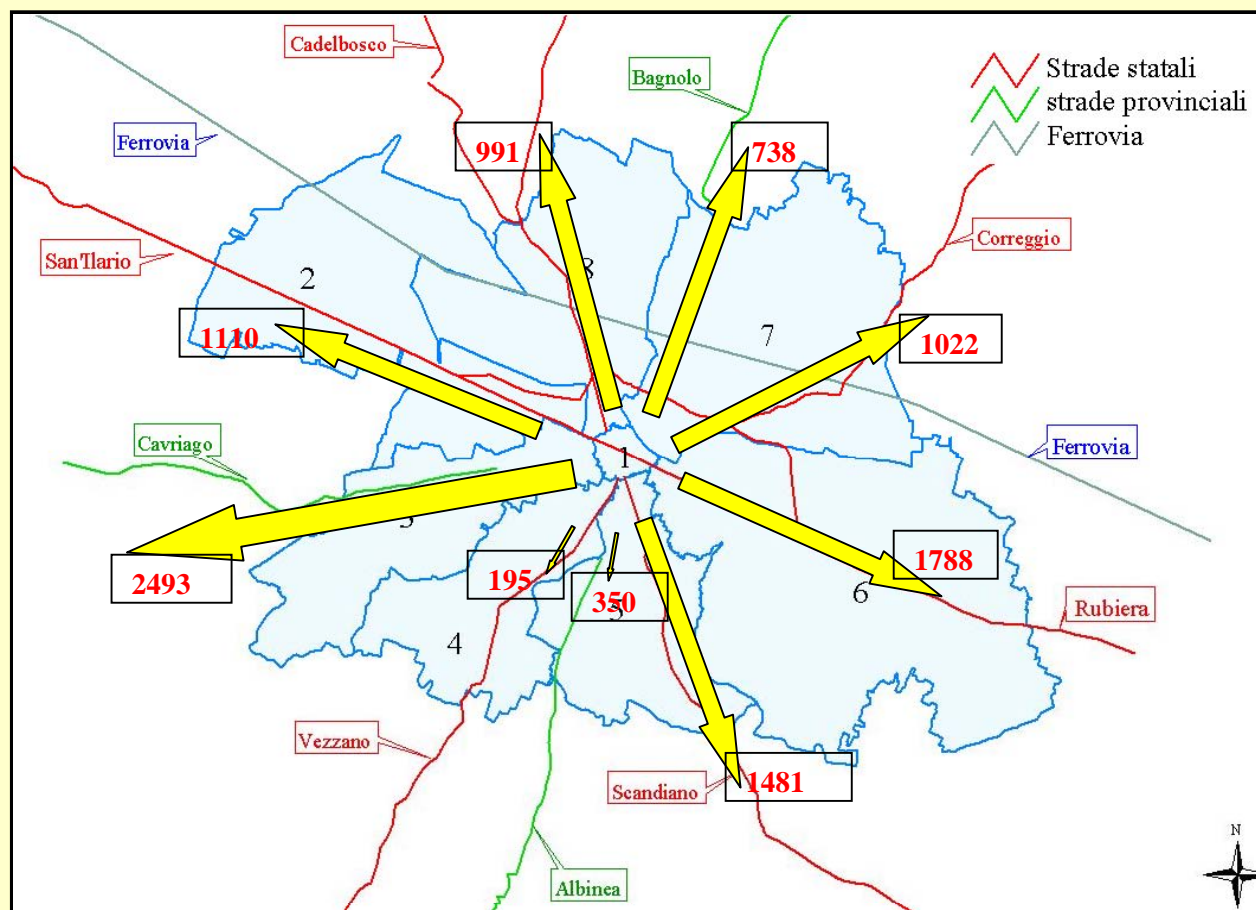 Cadelbosco
Bagnolo
Strade statali
strade provinciali
Ferrovia
Ferrovia
991
738
Correggio
San'Ilario
2
8
7
1110
1022
Cavriago
1
Ferrovia
3
2493
195
350
1788
5
6
4
Rubiera
Vezzano
Scandiano
1481
Albinea
N